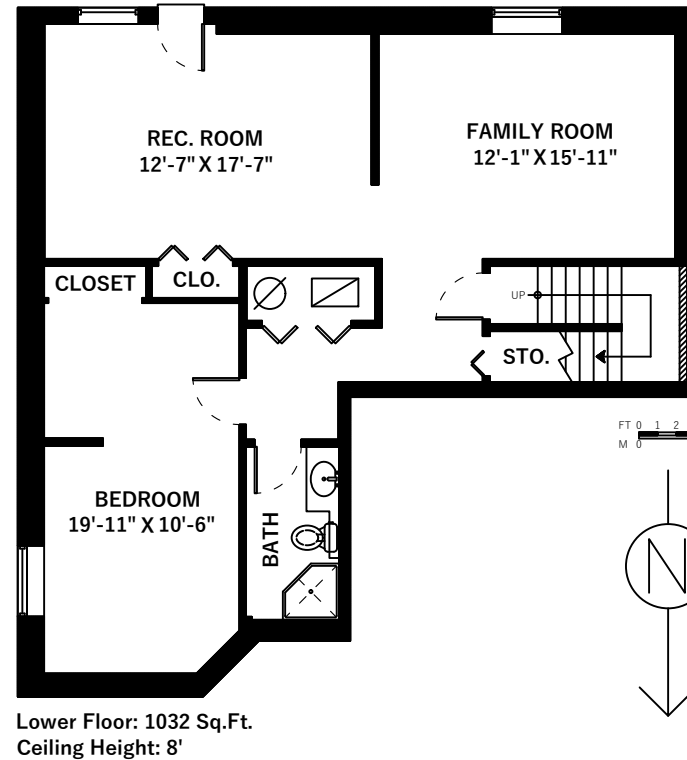 REC. ROOM
12'-7" X 17'-7"
FAMILY ROOM
12'-1" X 15'-11"
CLOSET
CLO.
UP
STO.
FT 0 1 2
M 0
BEDROOM
19'-11" X 10'-6"
BATH
N
Lower Floor: 1032 Sq.Ft.
Ceiling Height: 8'